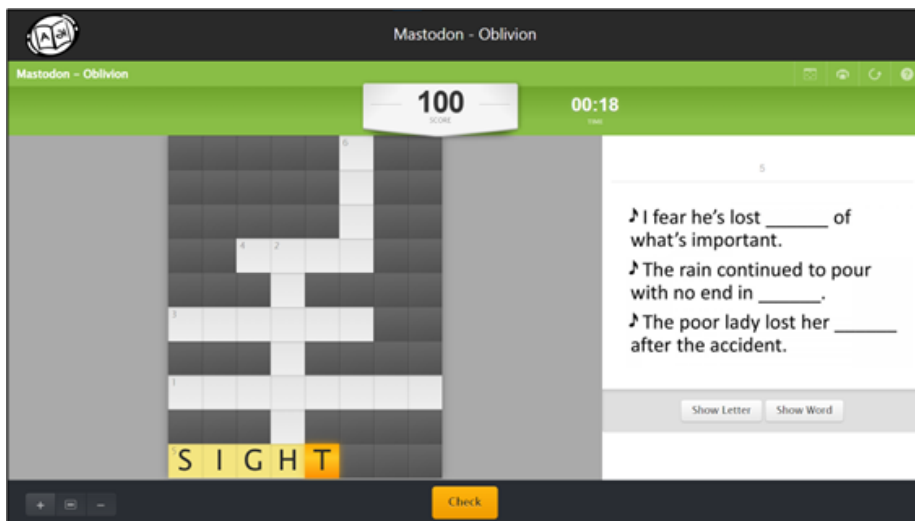 Mastodon - Oblivion
Mastodon – Oblivion
100
SCORE
00:18
TIME
6
4
2
3
1
5
S I G H T
5
♪ I fear he’s lost ______ of
what’s important.
♪ The rain continued to pour
with no end in ______.
♪ The poor lady lost her ______
after the accident.
Show Letter
Show Word
Check